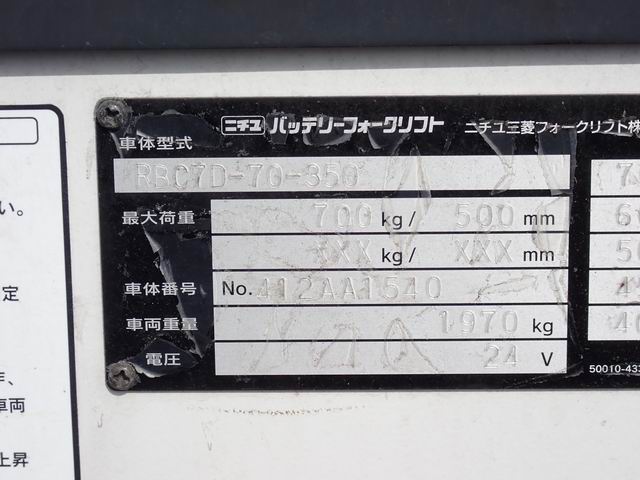 ニチユ バッテリーフォークリフト ニチユ三菱フォークリフト株
車体型式
RBC7D-70-350
最大荷重 700 kg/ 500 mm
XXX kg/ XXX mm
車体番号 No. 412AA1540
車両重量 1970 kg
電圧 24 V
50010-433
い。
定
、
車両
上昇